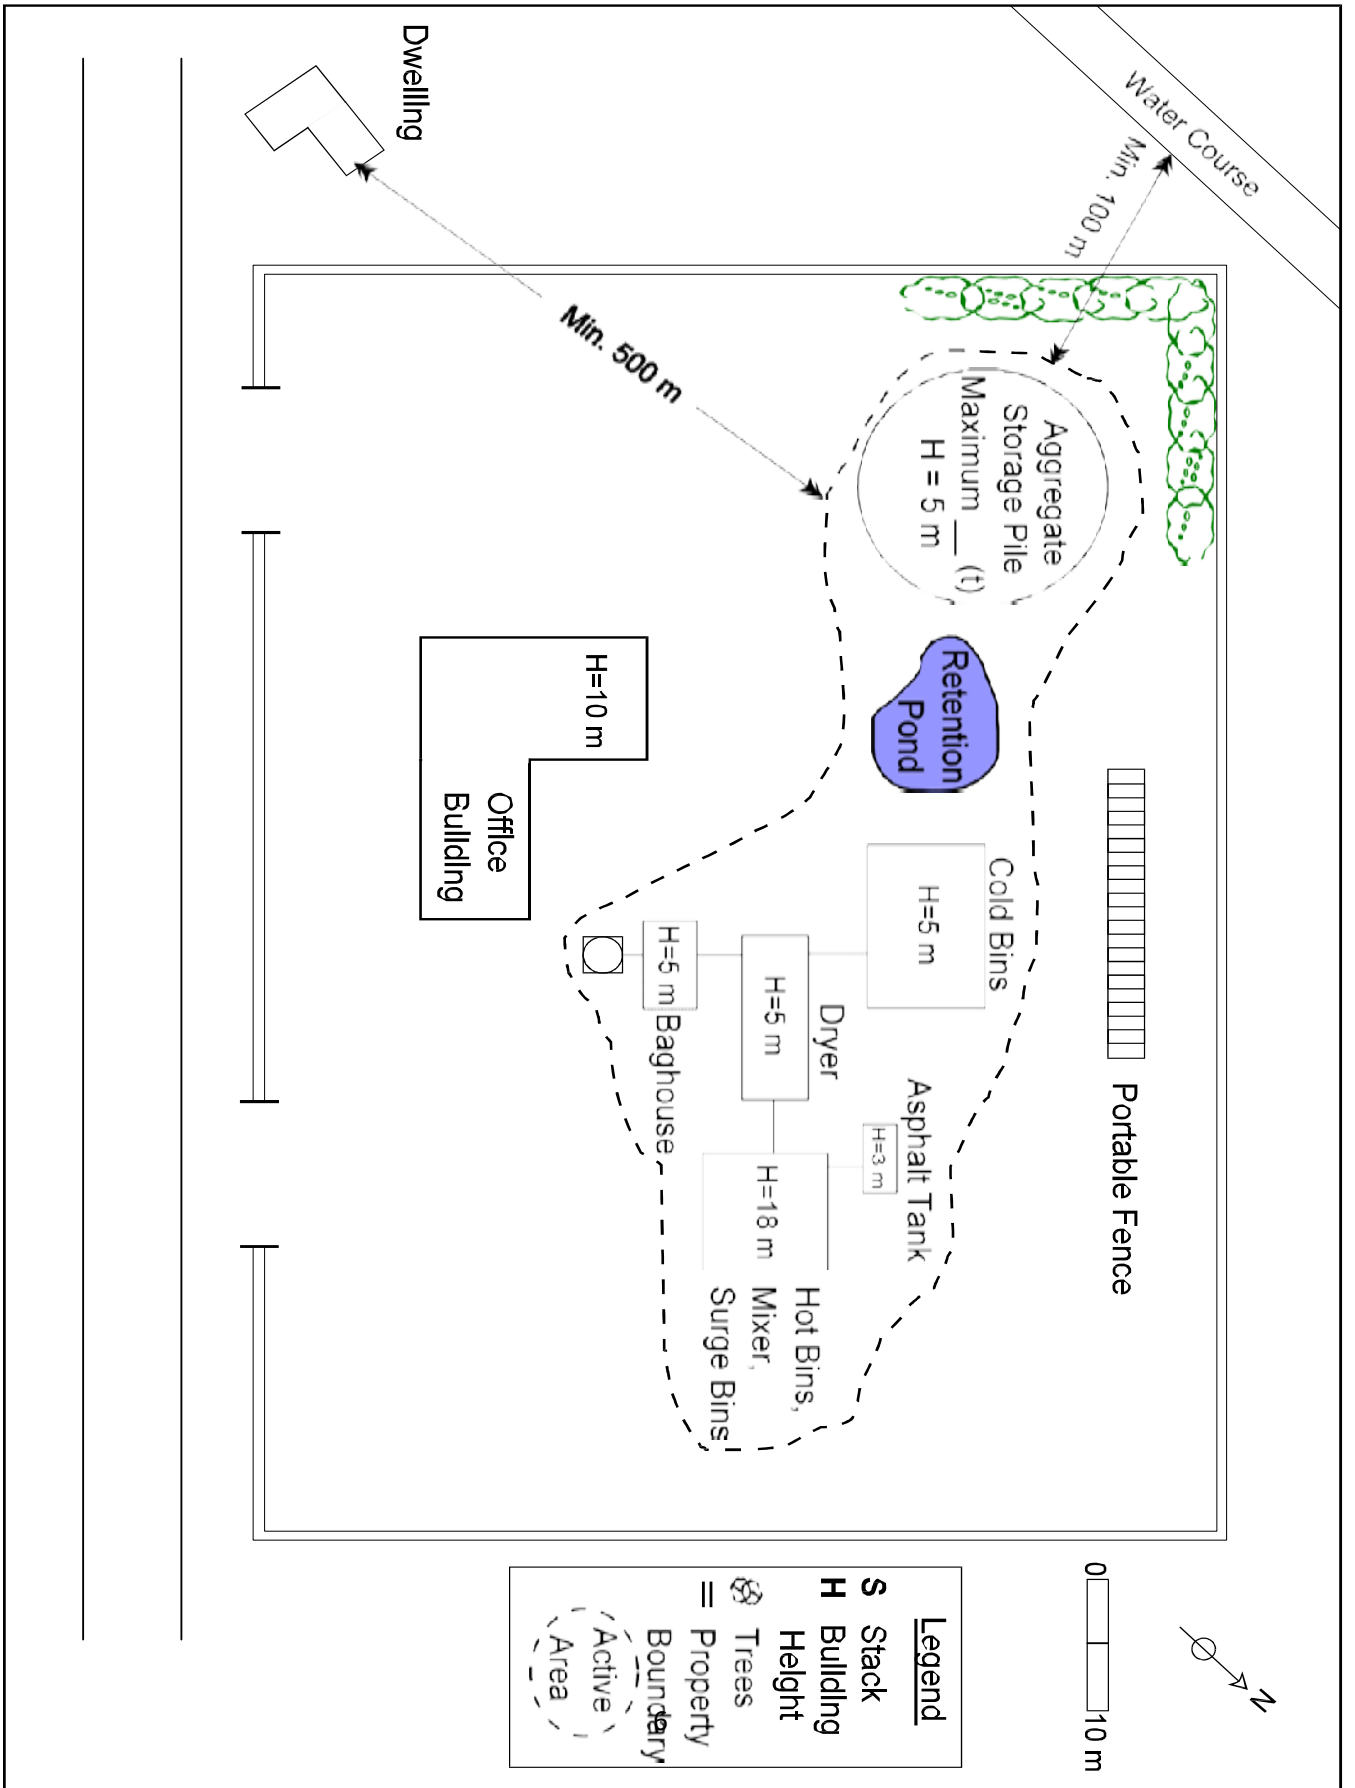 Water Course
Min. 100 m
Dwelling
Min. 500 m
Aggregate
Storage Pile
Maximum __ (t)
H = 5 m
Retention
Pond
H=10 m
Office
Building
Portable Fence
Cold Bins
H=5 m
Dryer
H=5 m
H=5 m
Baghouse
Asphalt Tank
H=3 m
H=18 m
Hot Bins,
Mixer,
Surge Bins
N
0 10 m
Legend
S Stack
H Building
Height
Trees
= Property
Boundary
Active
Area